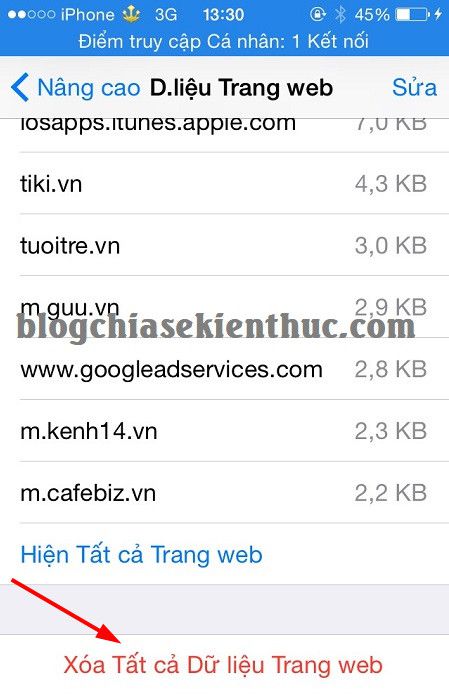 iPhone 3G 13:30 45%
Điểm truy cập Cá nhân: 1 Kết nối
Nâng cao D.liệu Trang web Sửa
iosapps.itunes.apple.com 7,0 KB
tiki.vn 4,3 KB
tuoitre.vn 3,0 KB
m.guu.vn 2,9 KB
blogchiasekienthuc.com
www.googleadservices.com 2,8 KB
m.kenh14.vn 2,3 KB
m.cafebiz.vn 2,2 KB
Hiện Tất cả Trang web
Xóa Tất cả Dữ liệu Trang web